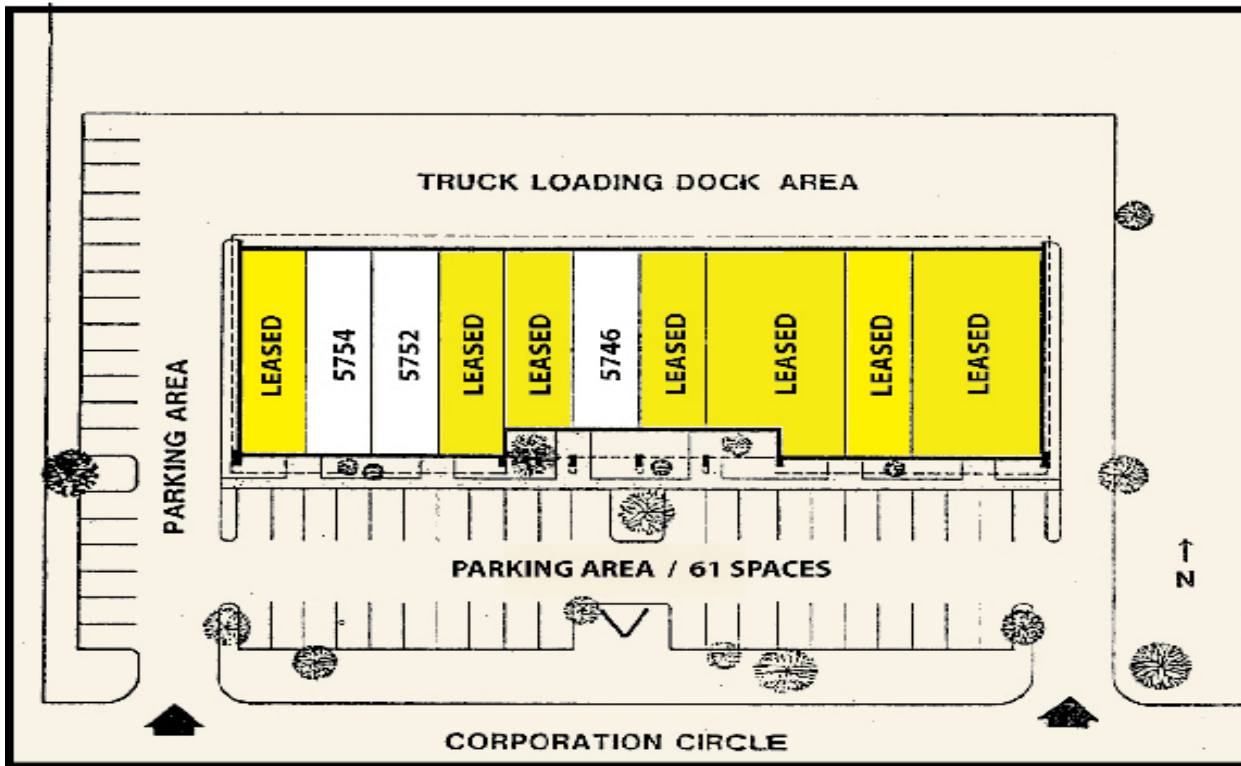 TRUCK LOADING DOCK AREA
LEASED
5754
5752
LEASED
LEASED
5746
LEASED
LEASED
LEASED
LEASED
PARKING AREA
PARKING AREA / 61 SPACES
↑
N
CORPORATION CIRCLE